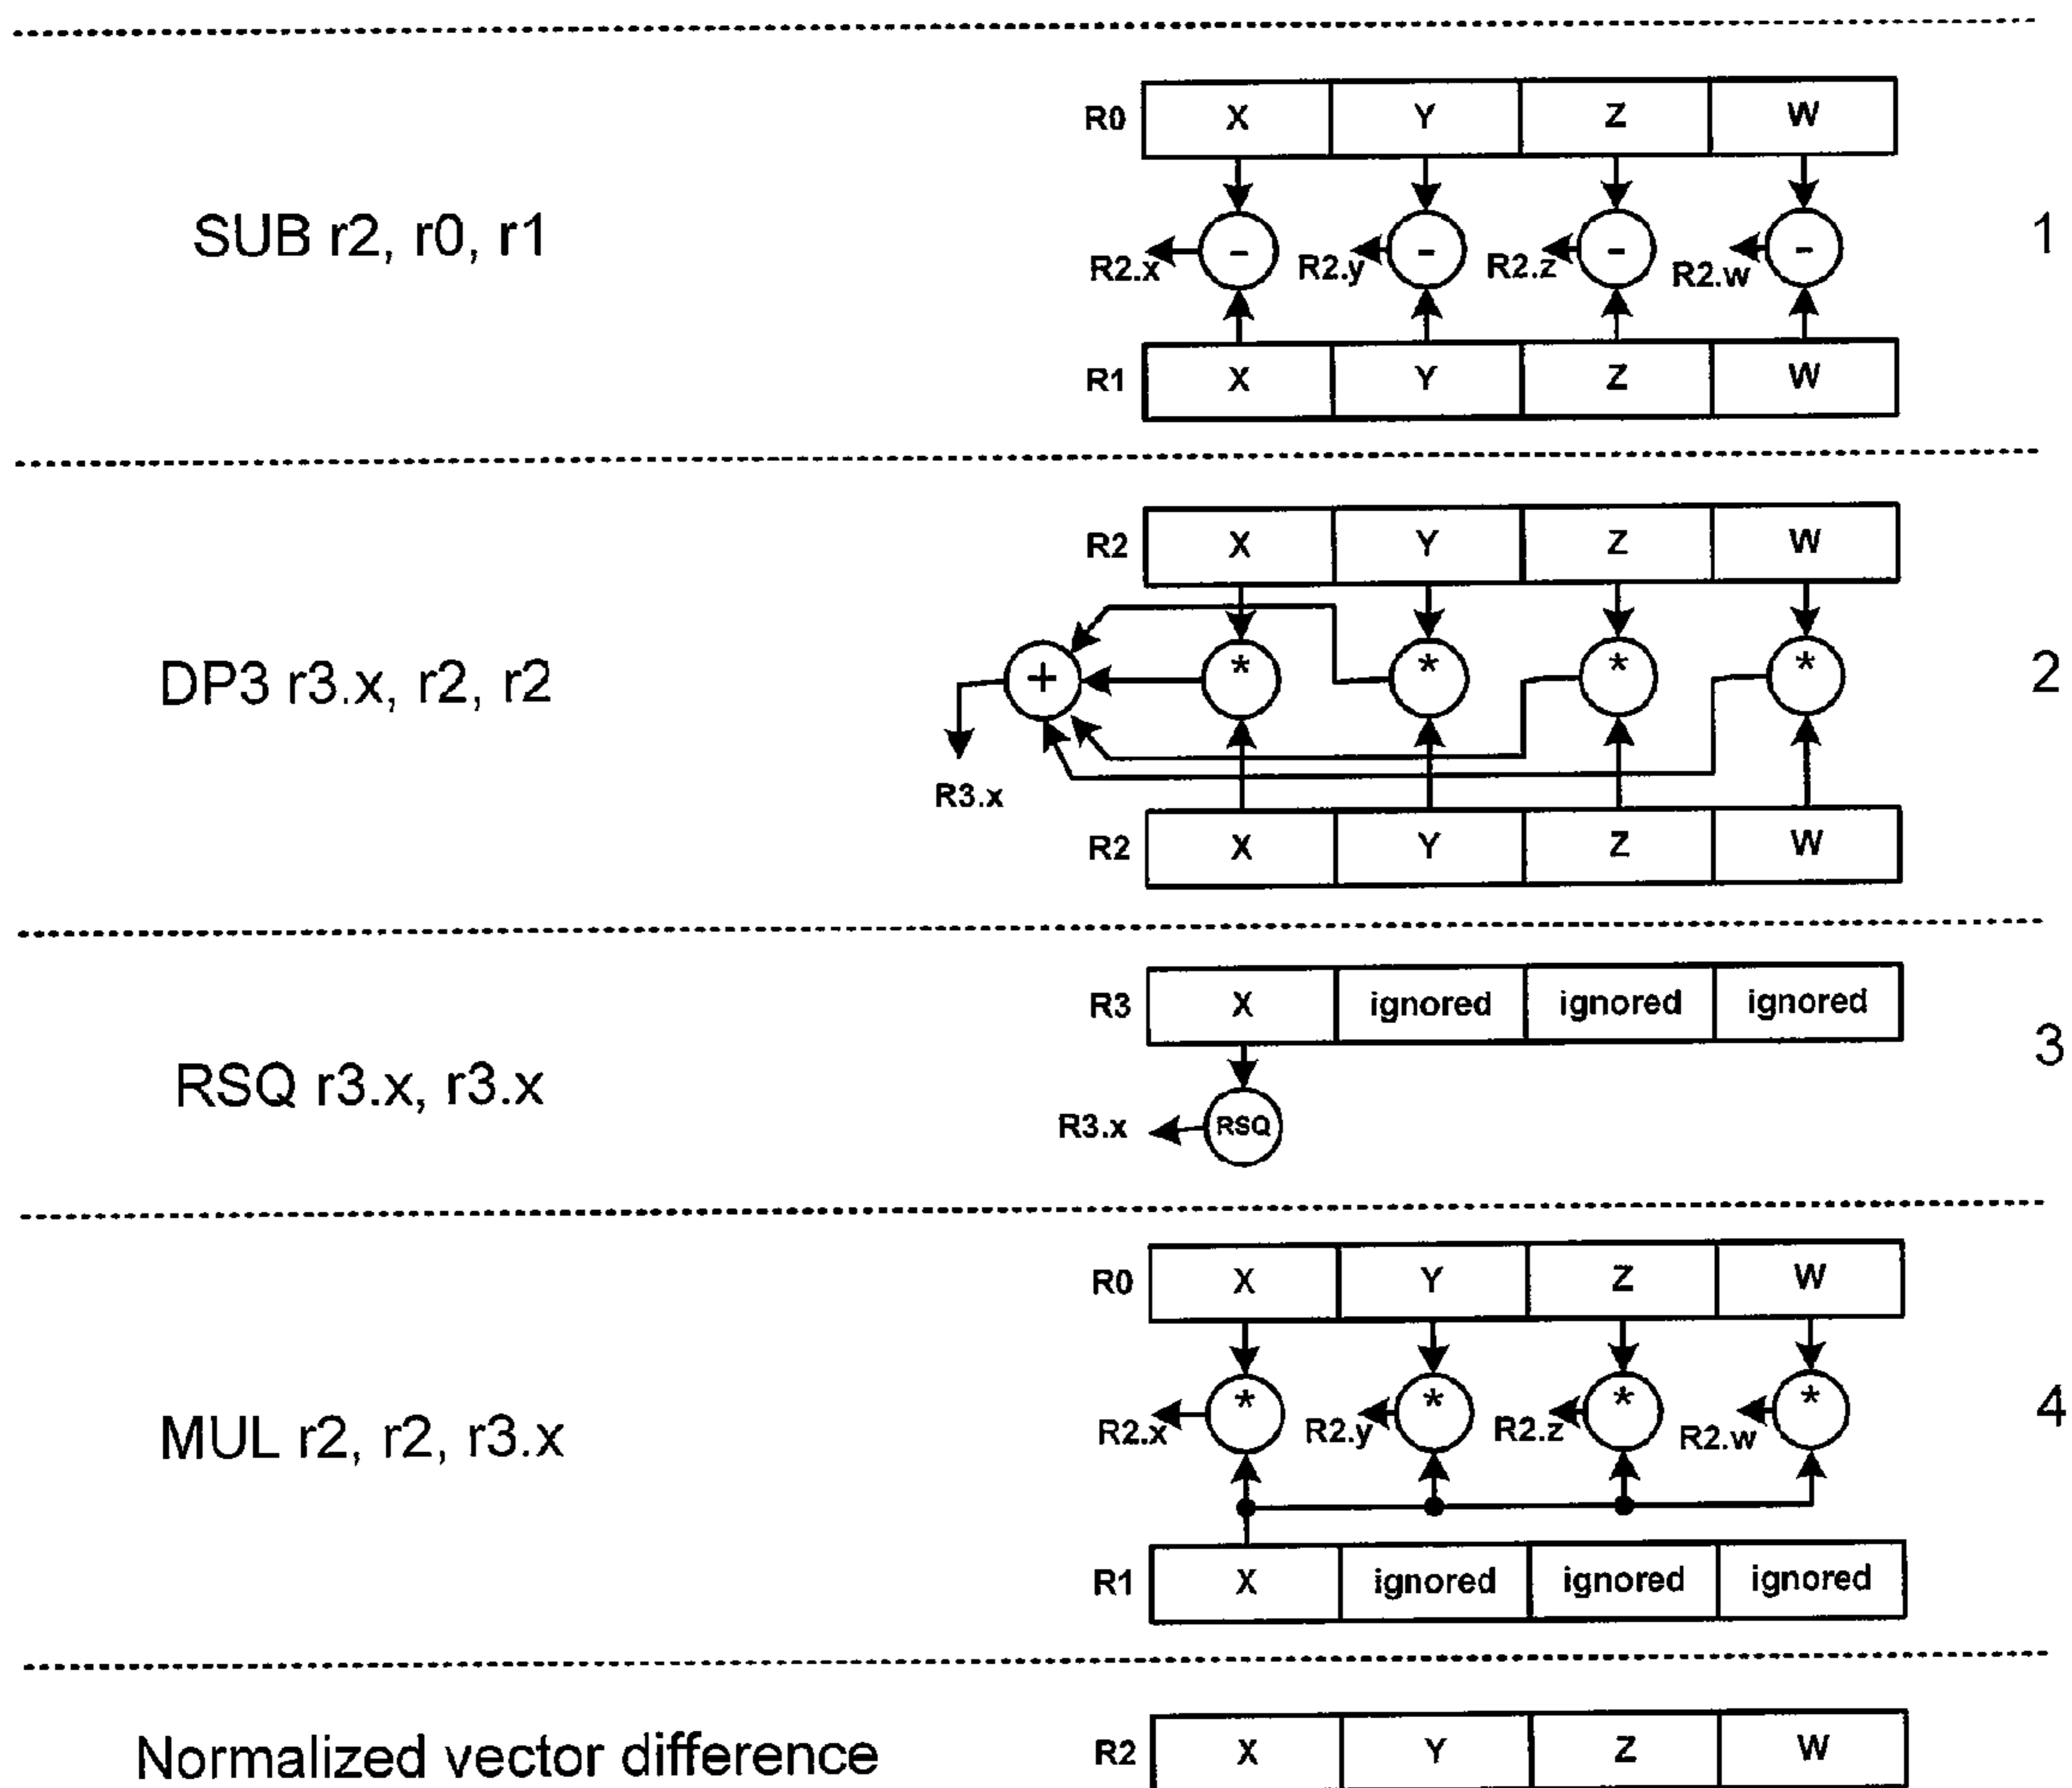 R0 X Y Z W
SUB r2, r0, r1
- - - -
1
R2.x R2.y R2.z R2.w
R1 X Y Z W
R2 X Y Z W
DP3 r3.x, r2, r2
+ * * * *
2
R3.x
R2 X Y Z W
R3 X ignored ignored ignored
3
RSQ r3.x, r3.x
R3.x RSQ
R0 X Y Z W
MUL r2, r2, r3.x
* * * *
4
R2.x R2.y R2.z R2.w
R1 X ignored ignored ignored
Normalized vector difference
R2 X Y Z W